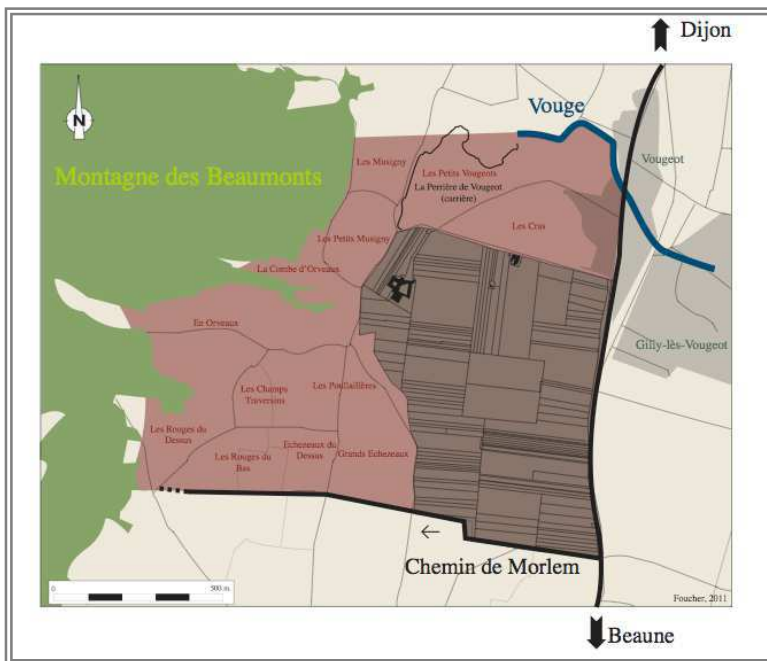 Dijon
N
Vouge
Vougeot
Montagne des Beaumonts
Les Musigny
Les Petits Vougeots
La Perrière de Vougeot
(carrière)
Les Cras
Les Petits Musigny
La Combe d'Orveaux
En Orveaux
Gilly-lès-Vougeot
Les Champs
Traversins
Les Poullaillères
Les Rouges du
Dessus
Les Rouges du
Bas
Echezeaux du
Dessus
Grands Echezeaux
Chemin de Morlem
0
500 m
Foucher, 2011
Beaune